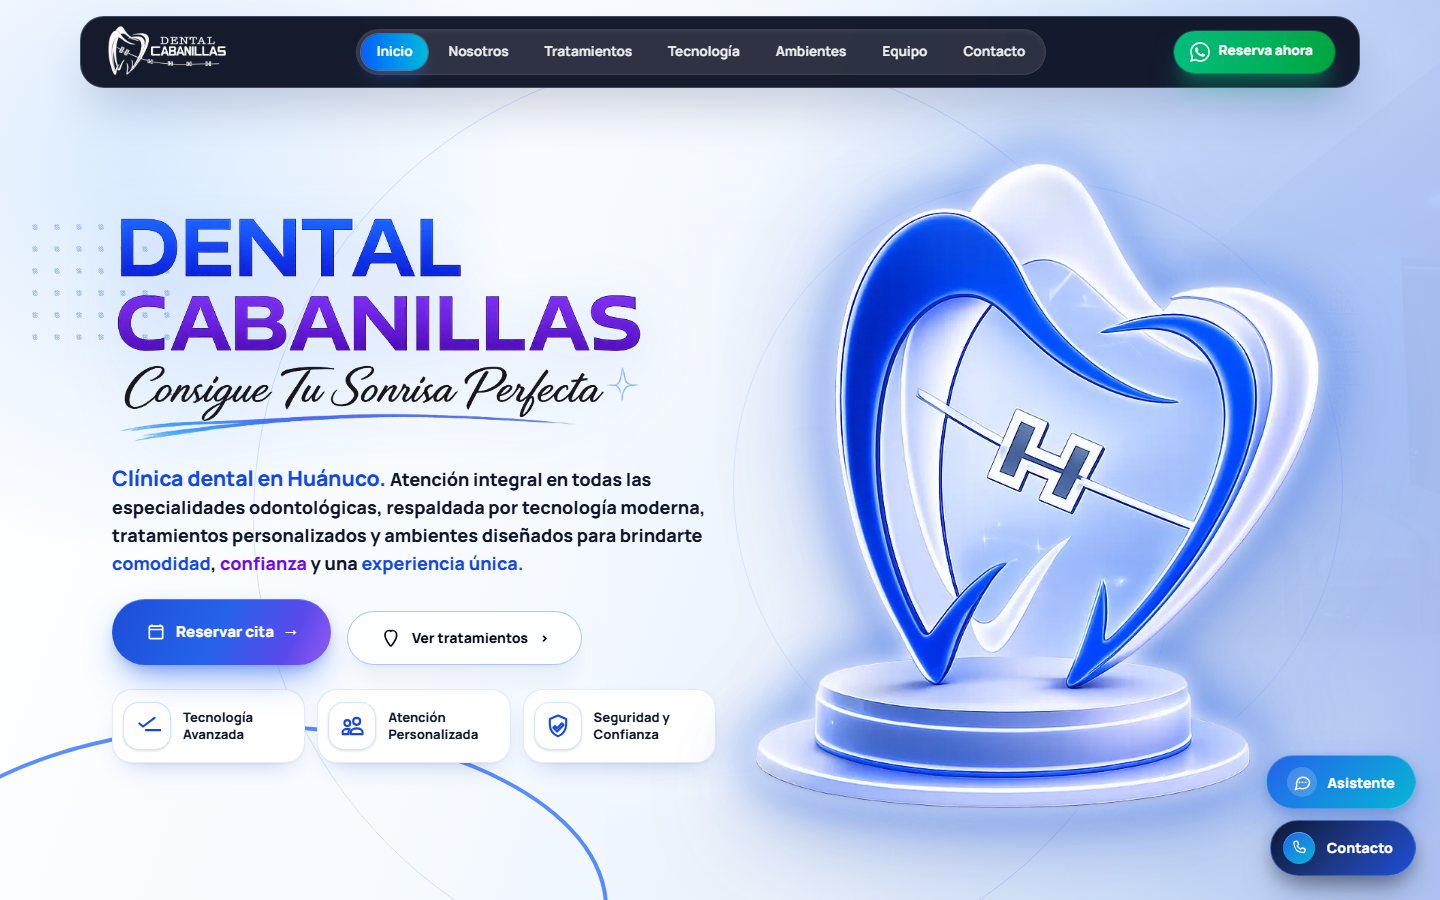 DENTAL
CABANILLAS
Inicio
Nosotros
Tratamientos
Tecnología
Ambientes
Equipo
Contacto
Reserva ahora
DENTAL
CABANILLAS
Consigue Tu Sonrisa Perfecta
Clínica dental en Huánuco. Atención integral en todas las
especialidades odontológicas, respaldada por tecnología moderna,
tratamientos personalizados y ambientes diseñados para brindarte
comodidad, confianza y una experiencia única.
Reservar cita →
Ver tratamientos ›
Tecnología
Avanzada
Atención
Personalizada
Seguridad y
Confianza
Asistente
Contacto